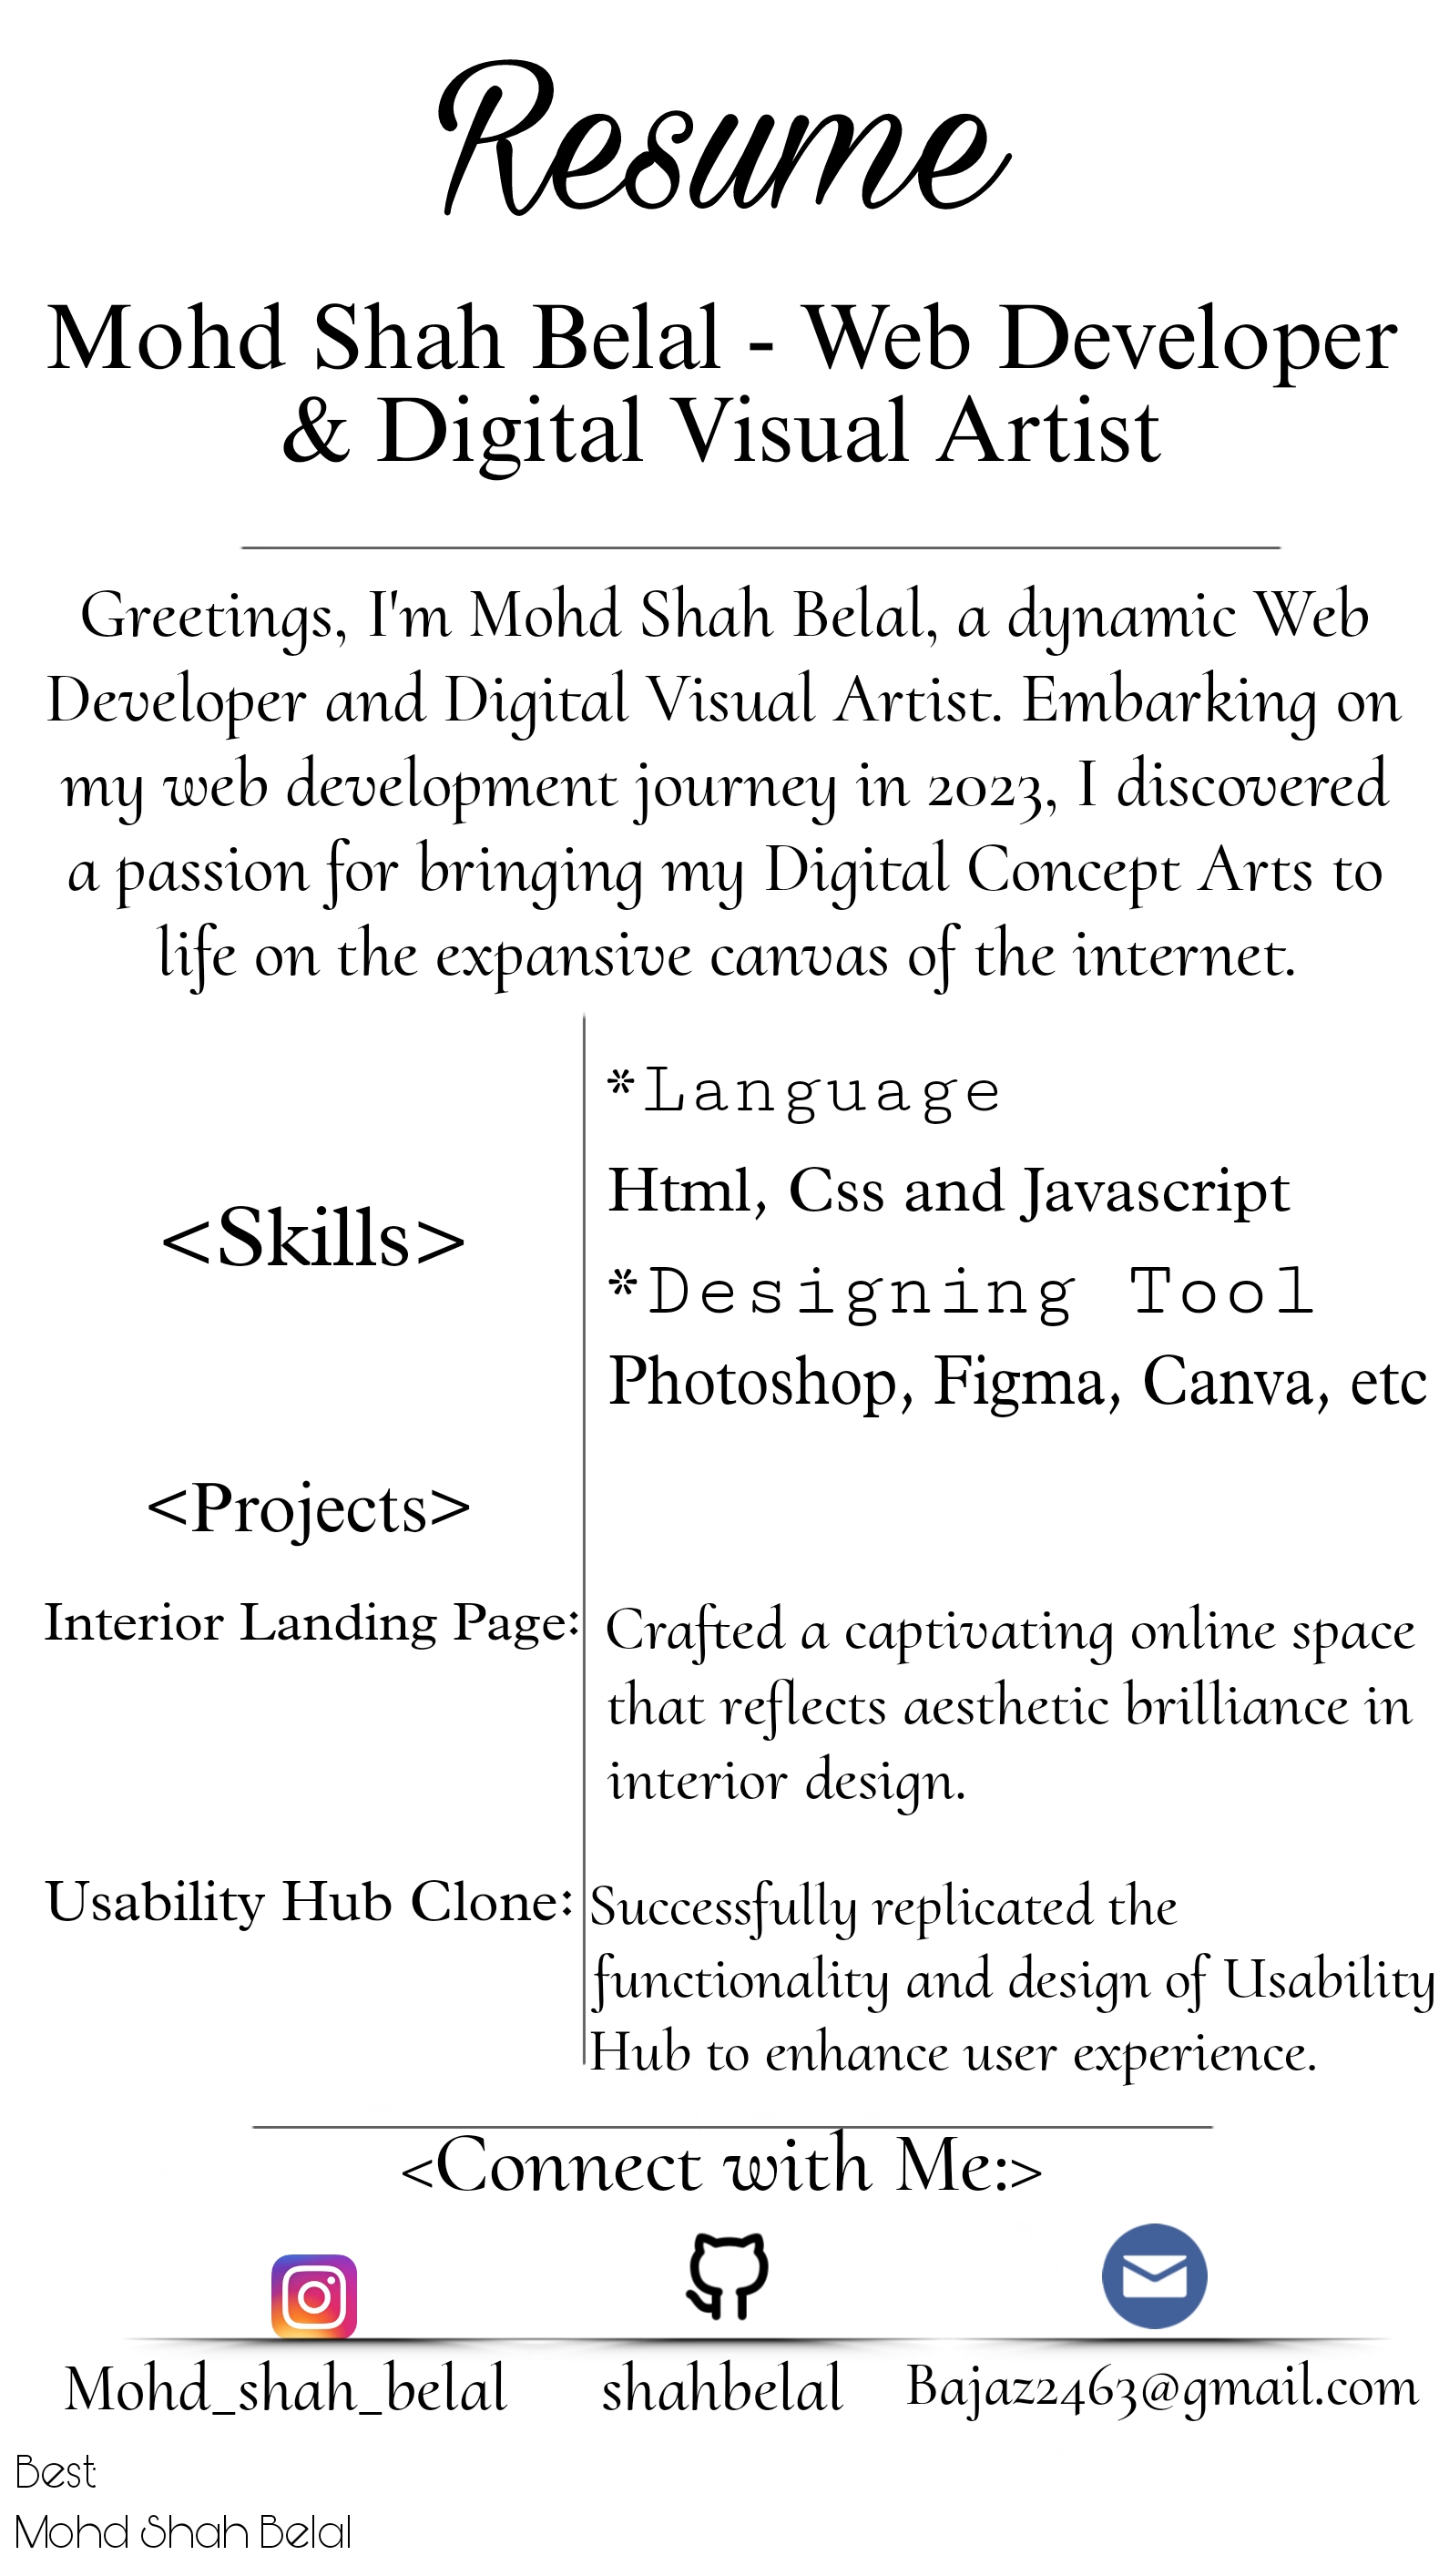 Resume
Mohd Shah Belal - Web Developer
& Digital Visual Artist
Greetings, I'm Mohd Shah Belal, a dynamic Web
Developer and Digital Visual Artist. Embarking on
my web development journey in 2023, I discovered
a passion for bringing my Digital Concept Arts to
life on the expansive canvas of the internet.
<Skills>
*Language
Html, Css and Javascript
*Designing Tool
Photoshop, Figma, Canva, etc
<Projects>
Interior Landing Page:
Crafted a captivating online space
that reflects aesthetic brilliance in
interior design.
Usability Hub Clone:
Successfully replicated the
functionality and design of Usability
Hub to enhance user experience.
<Connect with Me:>
Mohd_shah_belal
shahbelal
Bajaz2463@gmail.com
Best:
Mohd Shah Belal